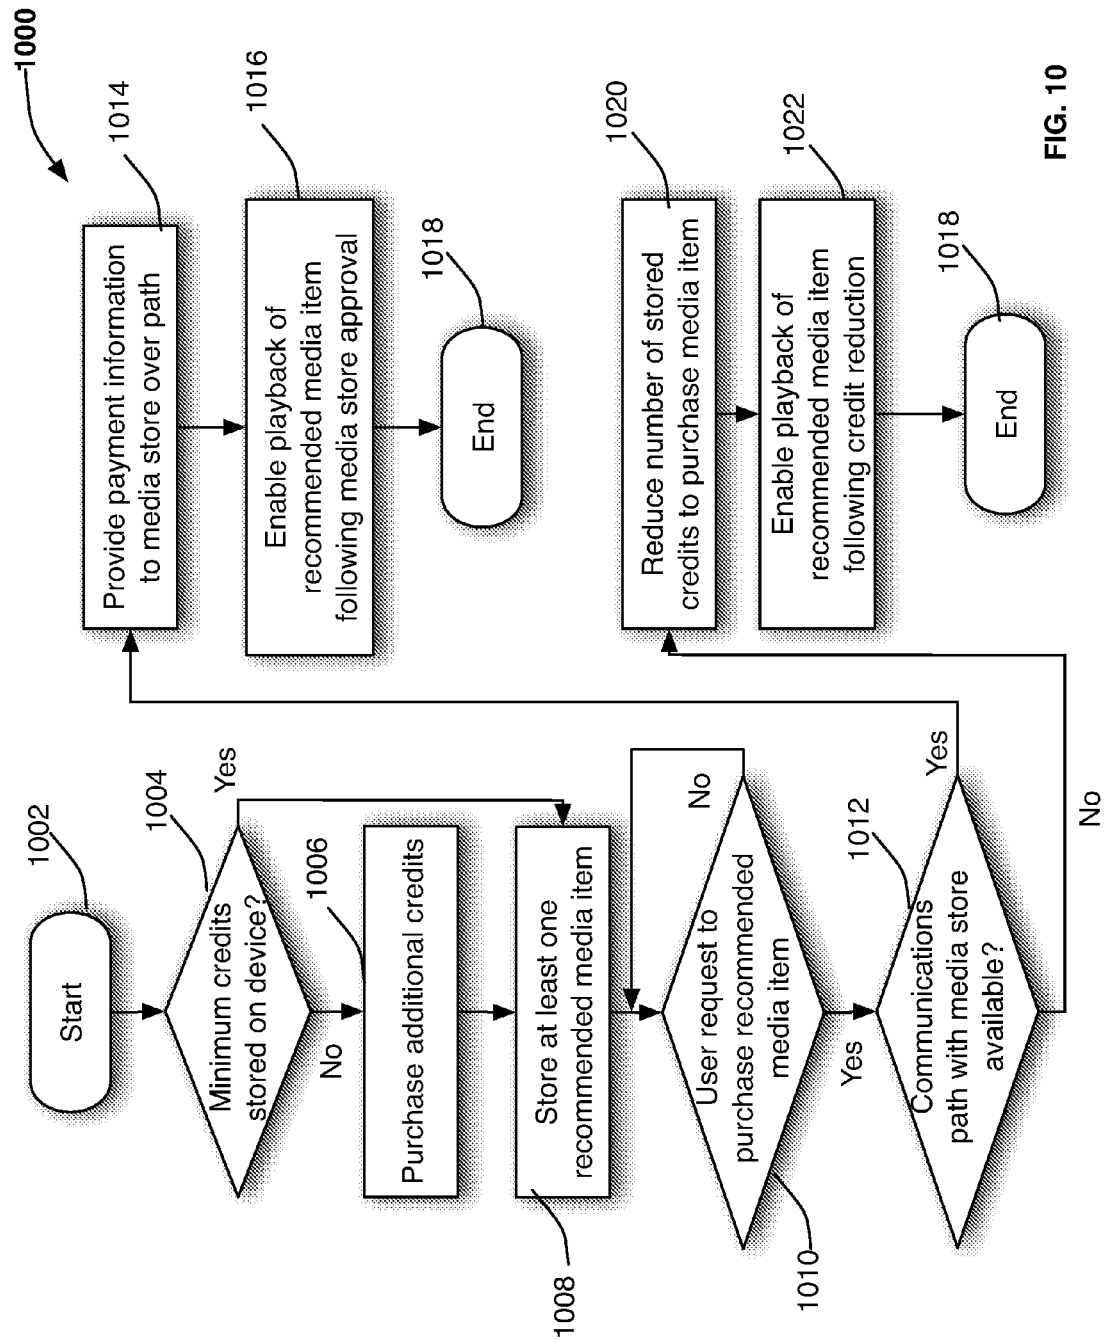 1000
Start
1002
Minimum credits
stored on device?
1004
Yes
No
Purchase additional credits
1006
Store at least one
recommended media item
1008
User request to
purchase recommended
media item
1010
No
Yes
Communications
path with media store
available?
1012
Yes
No
Provide payment information
to media store over path
1014
Enable playback of
recommended media item
following media store approval
1016
End
1018
Reduce number of stored
credits to purchase media item
1020
Enable playback of
recommended media item
following credit reduction
1022
End
1018
FIG. 10